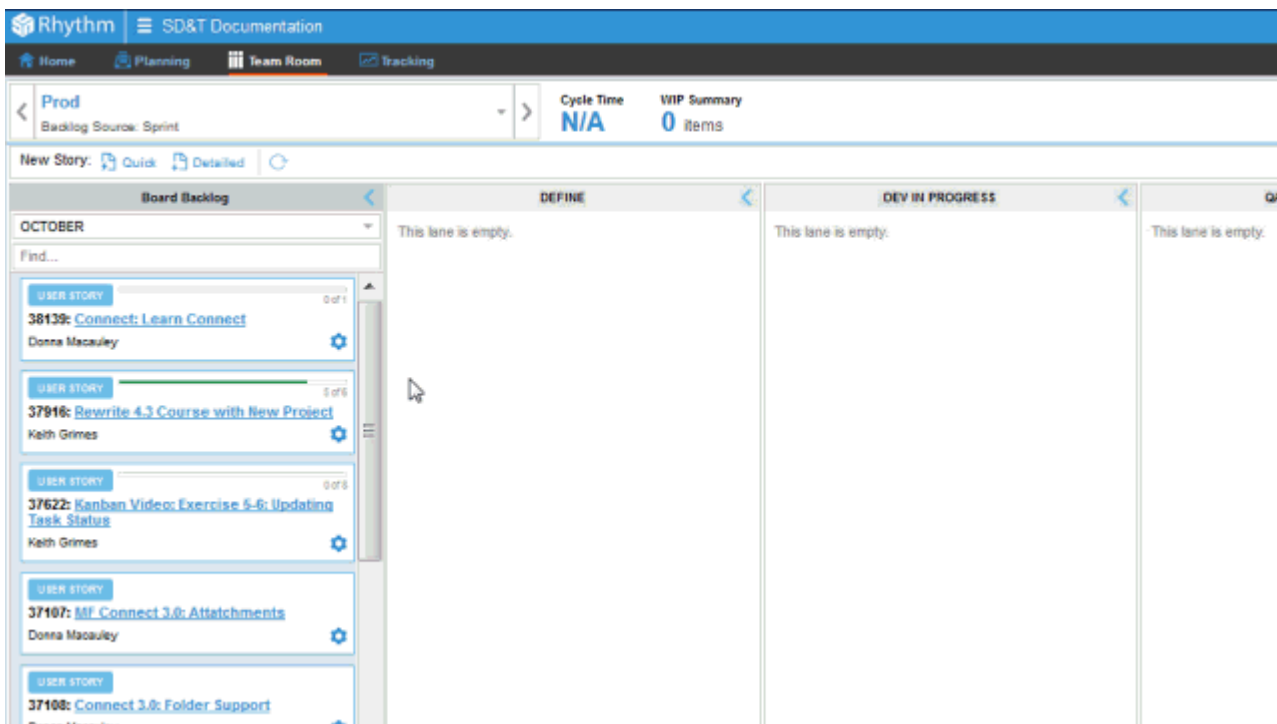 Rhythm SD&T Documentation
Home Planning Team Room Tracking
Prod
Backlog Source: Sprint
Cycle Time
N/A
WIP Summary
0 items
New Story: Quick Detailed
Board Backlog
OCTOBER
Find...
USER STORY
0 of 1
38139: Connect: Learn Connect
Donna Macauley
USER STORY
5 of 6
37916: Rewrite 4.3 Course with New Project
Keith Grimes
USER STORY
37622: Kanban Video: Exercise 5-6: Updating
Task Status
Keith Grimes
USER STORY
37107: MF Connect 3.0: Attatchments
Donna Macauley
USER STORY
37108: Connect 3.0: Folder Support
DEFINE
This lane is empty.
DEV IN PROGRESS
This lane is empty.
This lane is empty.